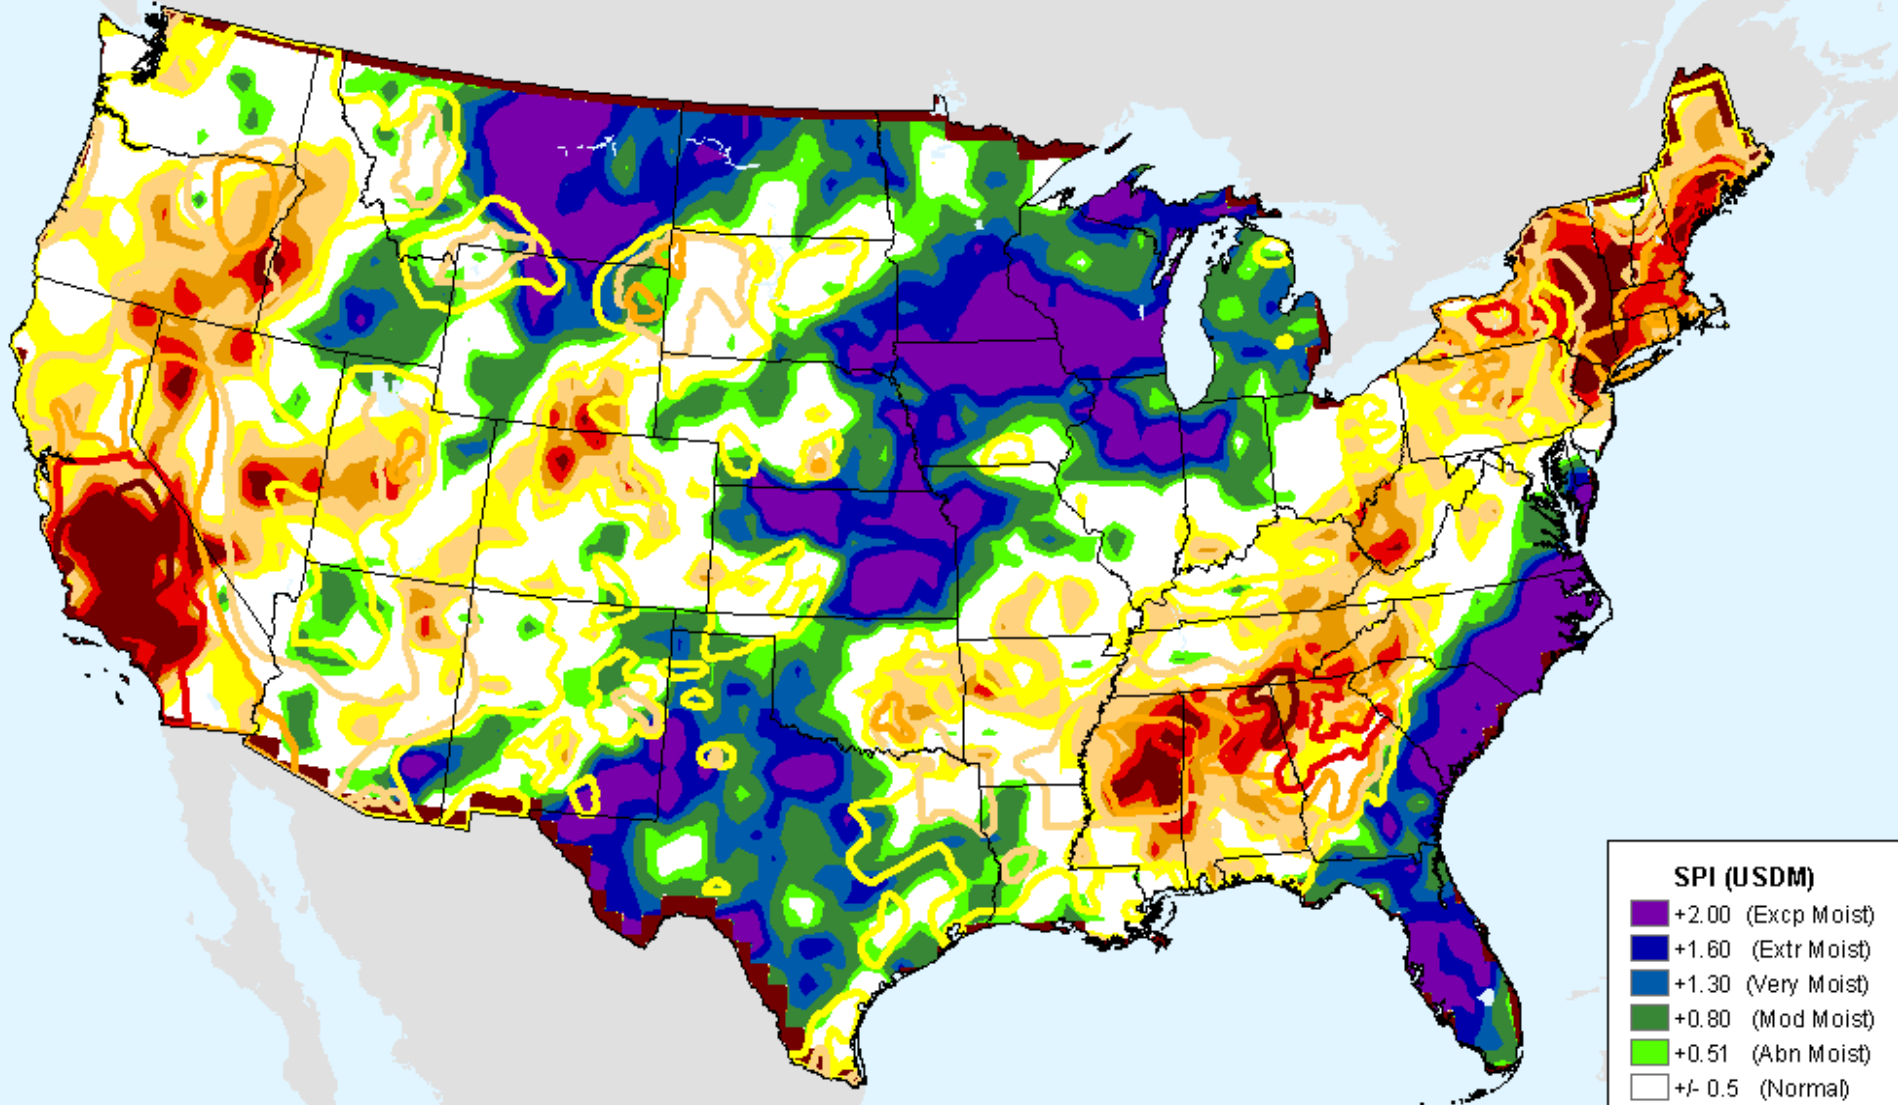 SPI (USDM)
+2.00 (Excp Moist)
+1.60 (Extr Moist)
+1.30 (Very Moist)
+0.80 (Mod Moist)
+0.51 (Abn Moist)
+/- 0.5 (Normal)